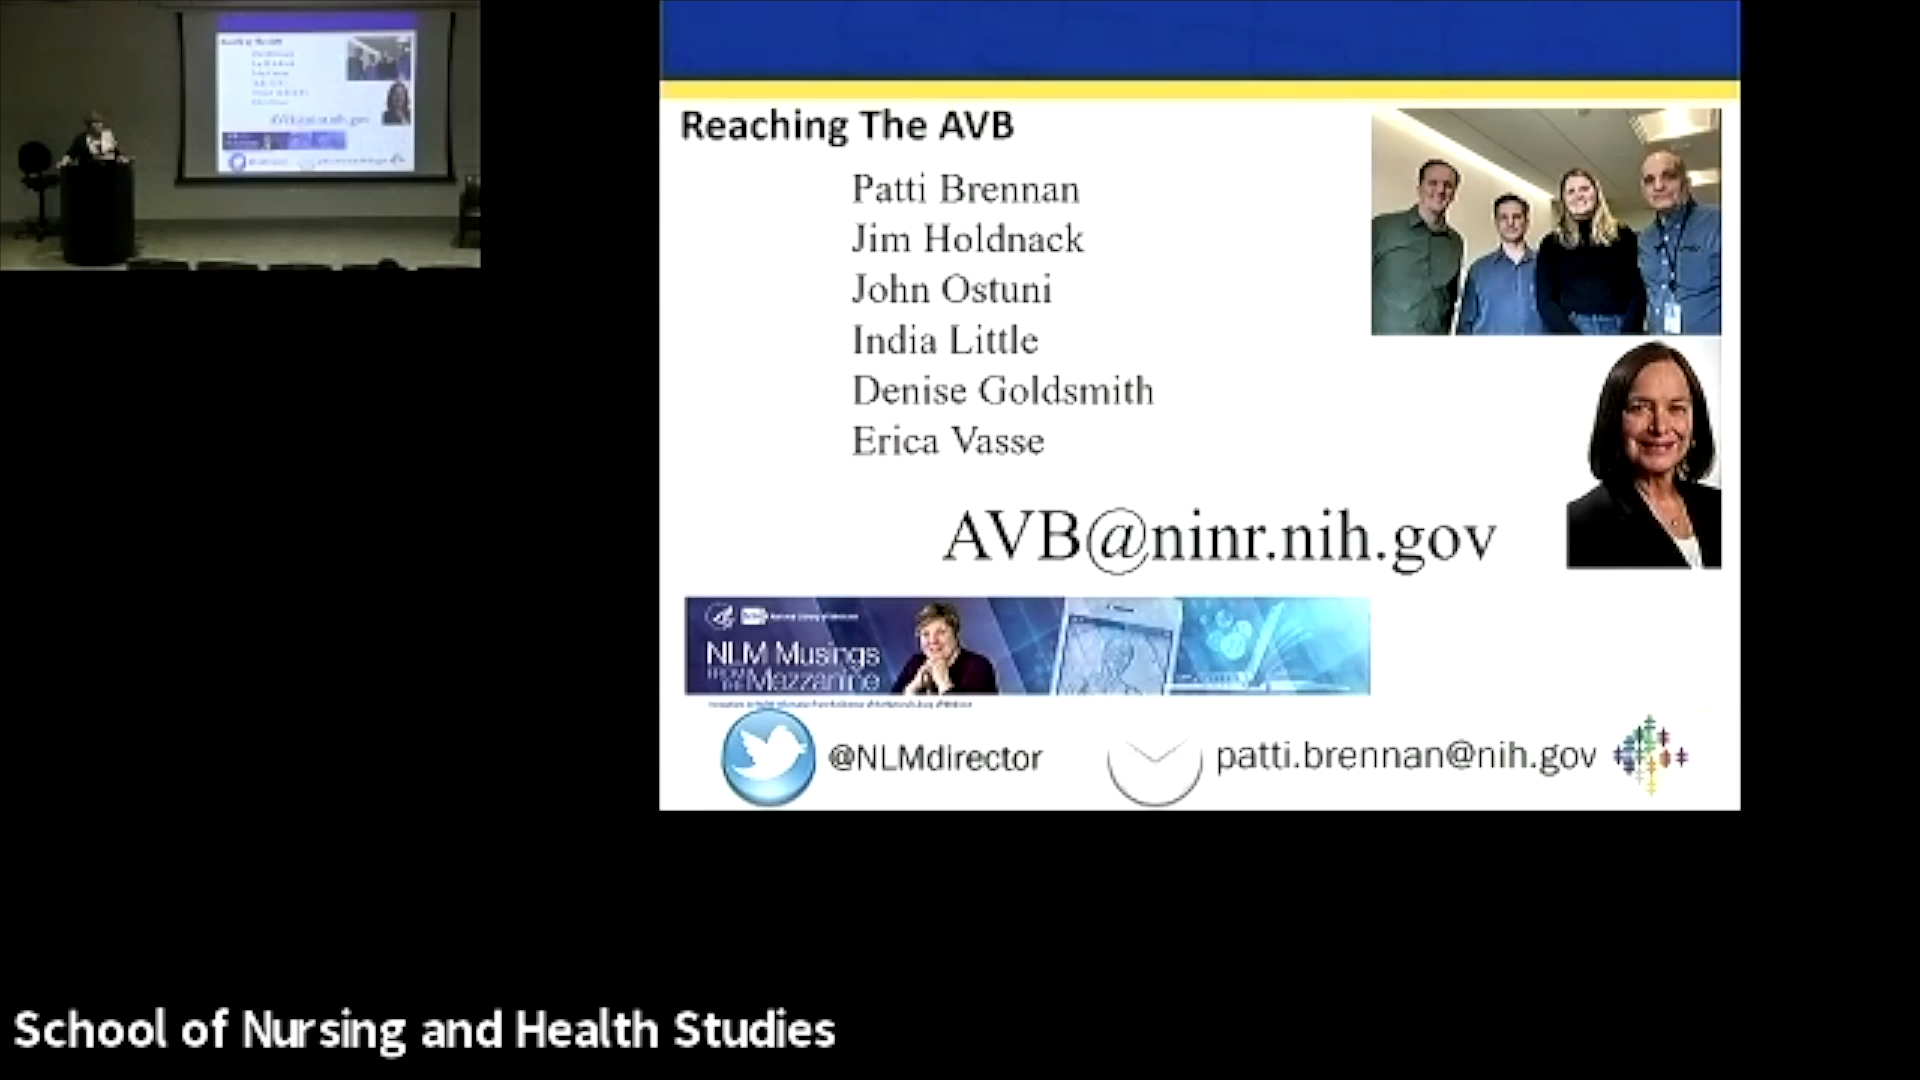 Reaching The AVB
Patti Brennan
Jim Holdnack
John Ostuni
India Little
Denise Goldsmith
Erica Vasse
AVB@ninr.nih.gov
NLM Musings
FROM THE Mezzanine
@NLMdirector
patti.brennan@nih.gov
School of Nursing and Health Studies